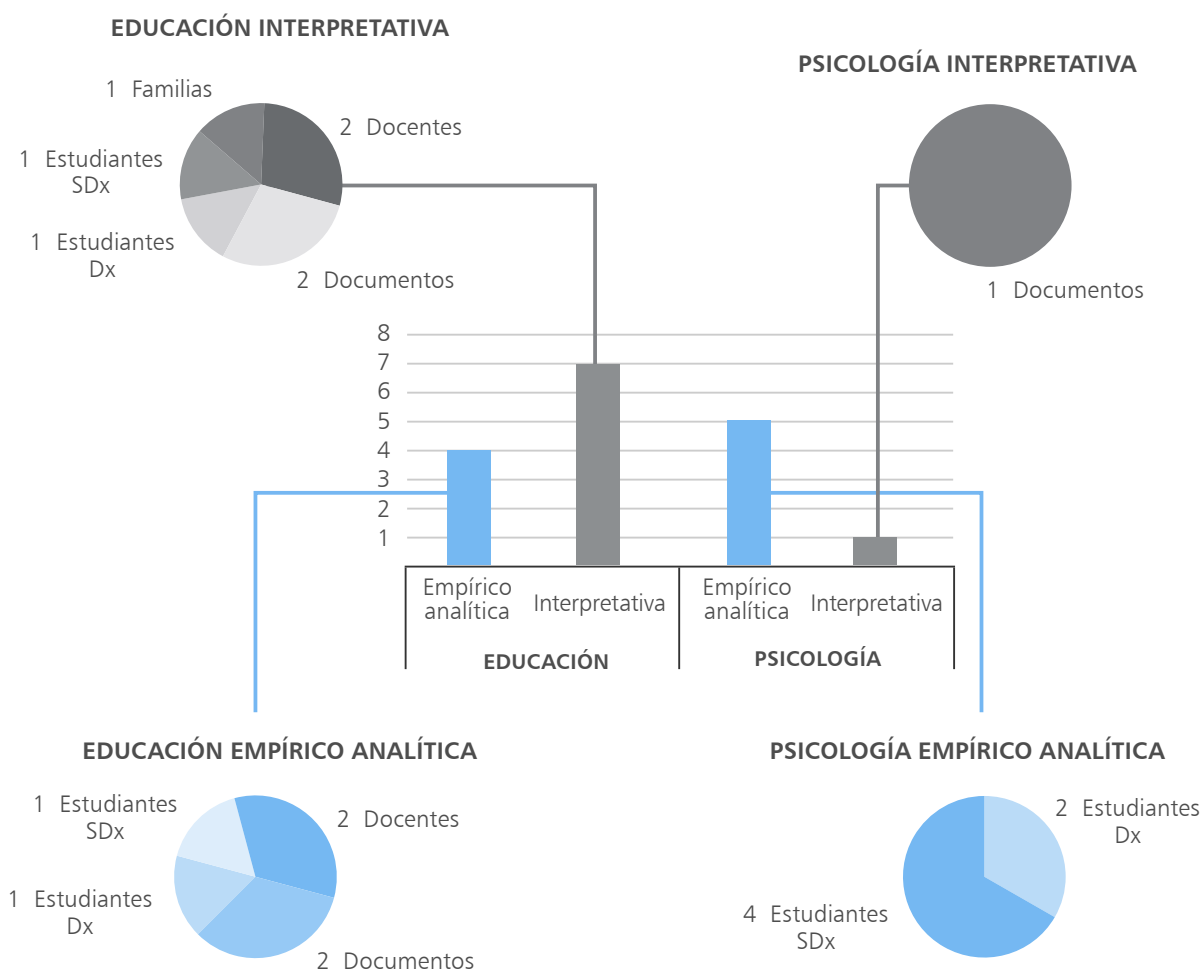 EDUCACIÓN INTERPRETATIVA
1 Familias
2 Docentes
1 Estudiantes
SDx
1 Estudiantes
Dx
2 Documentos
PSICOLOGÍA INTERPRETATIVA
1 Documentos
8
7
6
5
4
3
2
1
Empírico
analítica
Interpretativa
Empírico
analítica
Interpretativa
EDUCACIÓN
PSICOLOGÍA
EDUCACIÓN EMPÍRICO ANALÍTICA
1 Estudiantes
SDx
2 Docentes
1 Estudiantes
Dx
2 Documentos
PSICOLOGÍA EMPÍRICO ANALÍTICA
2 Estudiantes
Dx
4 Estudiantes
SDx